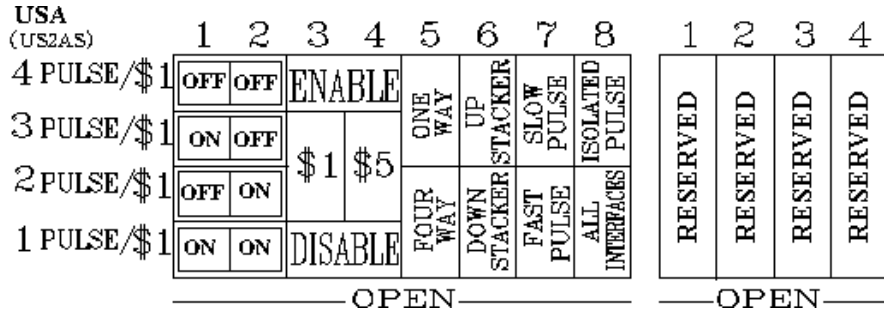 USA
(US2AS)
1 2 3 4 5 6 7 8 1 2 3 4
4 PULSE/$1 OFF OFF ENABLE
3 PULSE/$1 ON OFF
2 PULSE/$1 OFF ON
1 PULSE/$1 ON ON DISABLE
$1 $5
ONE
WAY
UP
STACKER
SLOW
PULSE
ISOLATED
PULSE
FOUR
WAY
DOWN
STACKER
FAST
PULSE
ALL
INTERFACES
RESERVED
RESERVED
RESERVED
RESERVED
OPEN OPEN